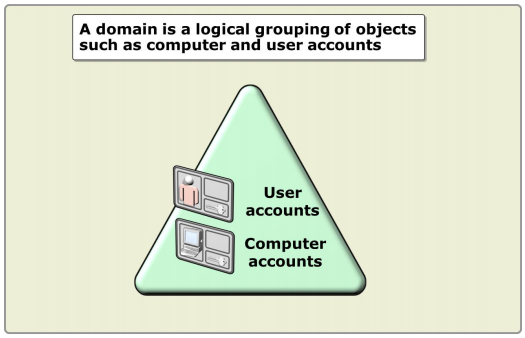 A domain is a logical grouping of objects
such as computer and user accounts
User
accounts
Computer
accounts